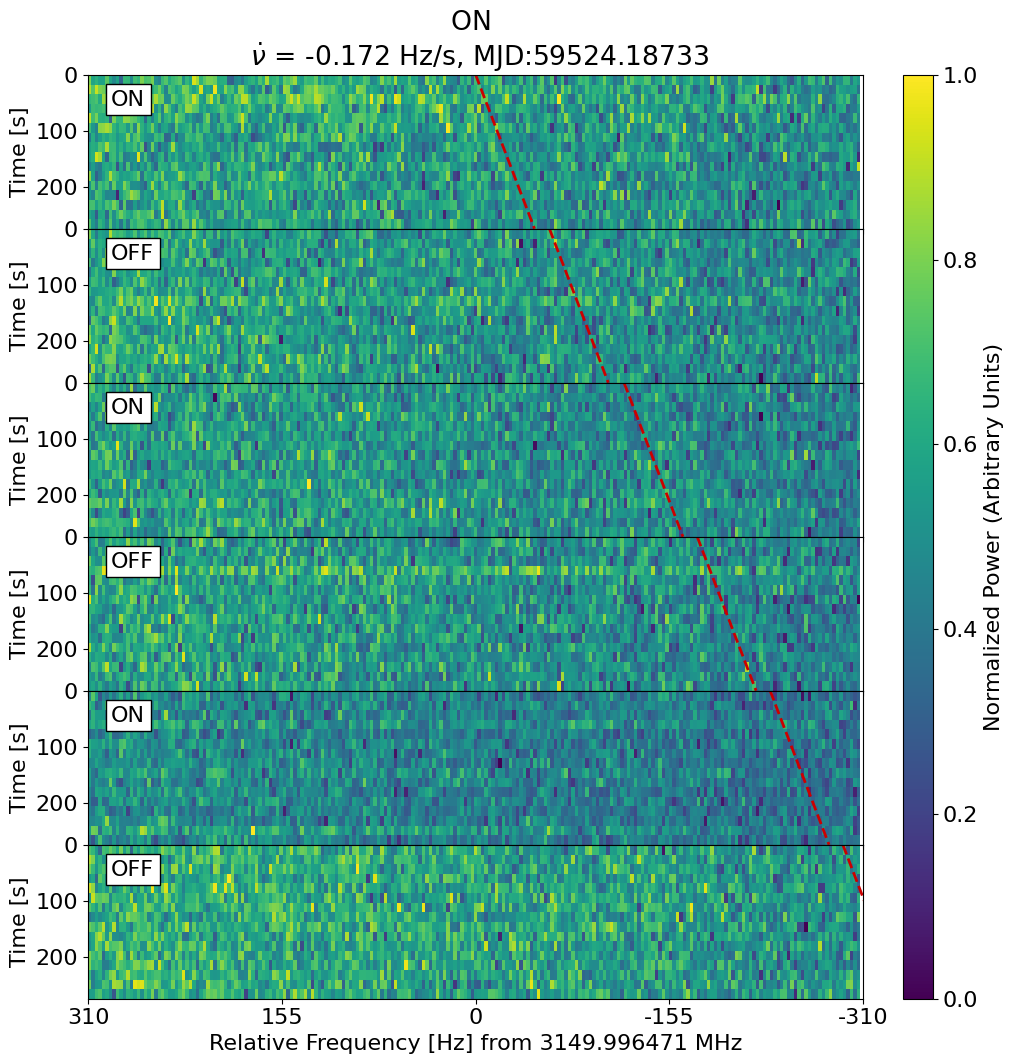 ON
ν̇ = -0.172 Hz/s, MJD:59524.18733
0
100
200
Time [s]
ON
0
100
200
Time [s]
OFF
0
100
200
Time [s]
ON
0
100
200
Time [s]
OFF
0
100
200
Time [s]
ON
0
100
200
Time [s]
OFF
310 155 0 -155 -310
Relative Frequency [Hz] from 3149.996471 MHz
1.0
0.8
0.6
0.4
0.2
0.0
Normalized Power (Arbitrary Units)